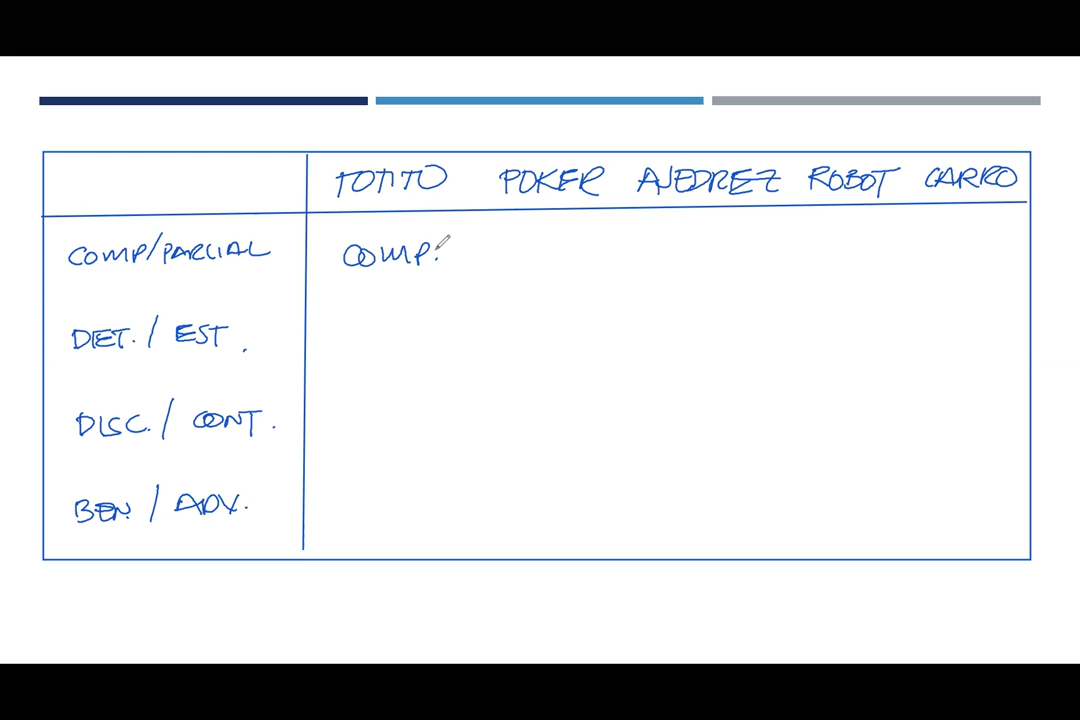 TOTITO POKER AJEDREZ ROBOT CARRO
COMP/PARCIAL COMP.
DET. / EST.
DISC. / CONT.
BEN. / ADV.